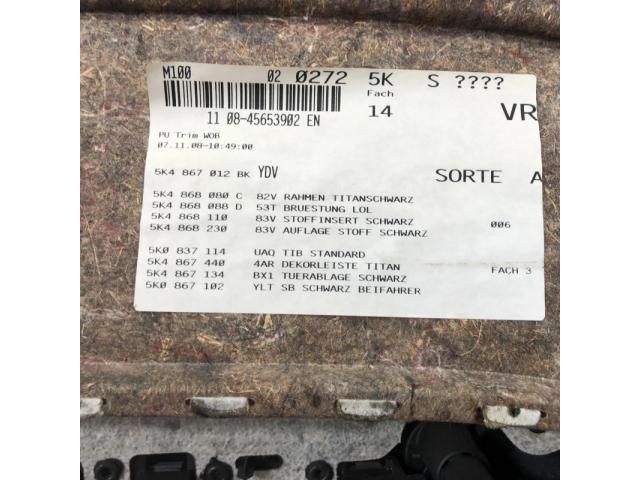 M100 02 0272 5K S ????
Fach
14 VR
11 08-45653902 EN
PU Trim WOB
07.11.08-10:49:00
5K4 867 012 BK YDV SORTE A
5K4 868 080 C 82V RAHMEN TITANSCHWARZ
5K4 868 088 D 53T BRUESTUNG LOL
5K4 868 110 83V STOFFINSERT SCHWARZ 006
5K4 868 230 83V AUFLAGE STOFF SCHWARZ
5K0 837 114 UAQ TIB STANDARD
5K4 867 440 4AR DEKORLEISTE TITAN FACH 3
5K4 867 134 BX1 TUERABLAGE SCHWARZ
5K0 867 102 YLT SB SCHWARZ BEIFAHRER